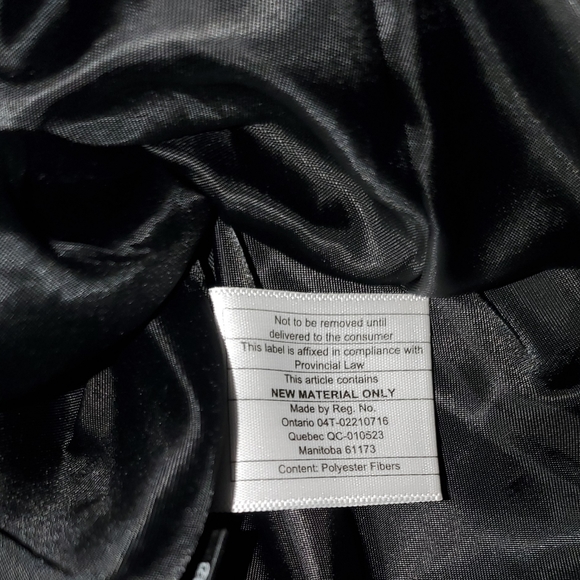 Not to be removed until
delivered to the consumer
This label is affixed in compliance with
Provincial Law
This article contains
NEW MATERIAL ONLY
Made by Reg. No.
Ontario 04T-02210716
Quebec QC-010523
Manitoba 61173
Content: Polyester Fibers